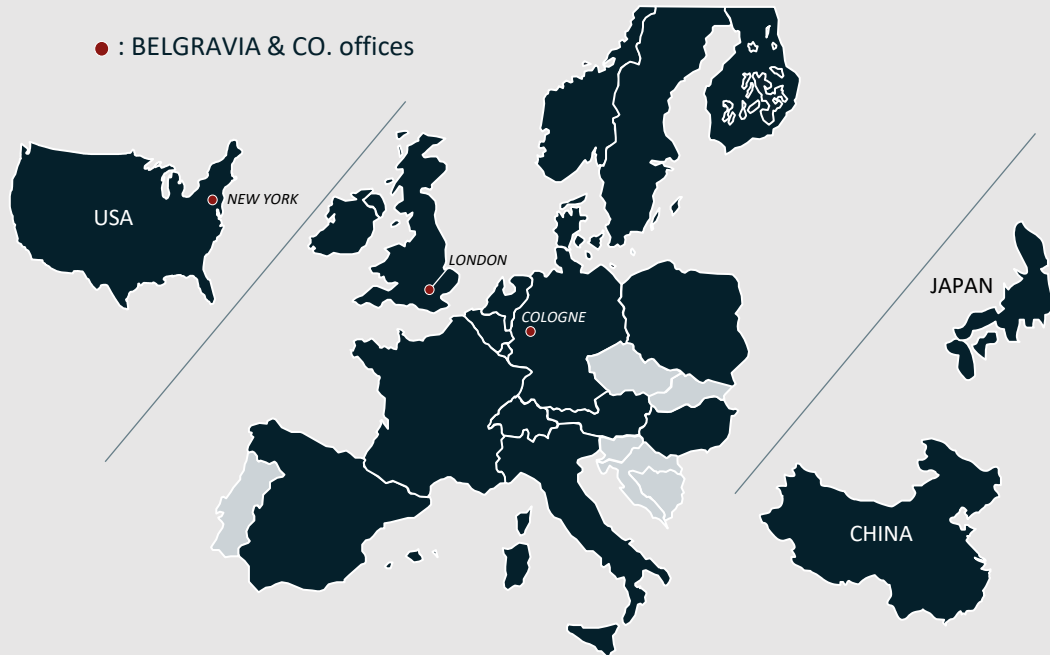 : BELGRAVIA & CO. offices
NEW YORK
USA
LONDON
JAPAN
COLOGNE
CHINA